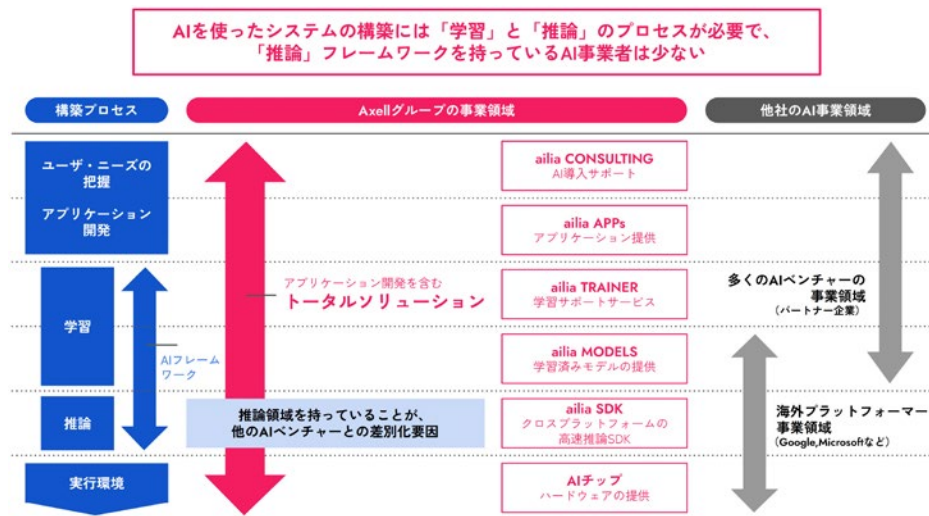 AIを使ったシステムの構築には「学習」と「推論」のプロセスが必要で、
「推論」フレームワークを持っているAI事業者は少ない
構築プロセス
Axellグループの事業領域
他社のAI事業領域
ユーザ・ニーズの
把握
アプリケーション
開発
学習
AIフレーム
ワーク
推論
実行環境
アプリケーション開発を含む
トータルソリューション
推論領域を持っていることが、
他のAIベンチャーとの差別化要因
ailia CONSULTING
AI導入サポート
ailia APPs
アプリケーション提供
ailia TRAINER
学習サポートサービス
ailia MODELS
学習済みモデルの提供
ailia SDK
クロスプラットフォームの
高速推論SDK
AIチップ
ハードウェアの提供
多くのAIベンチャーの
事業領域
(パートナー企業)
海外プラットフォーマー
事業領域
(Google,Microsoftなど)